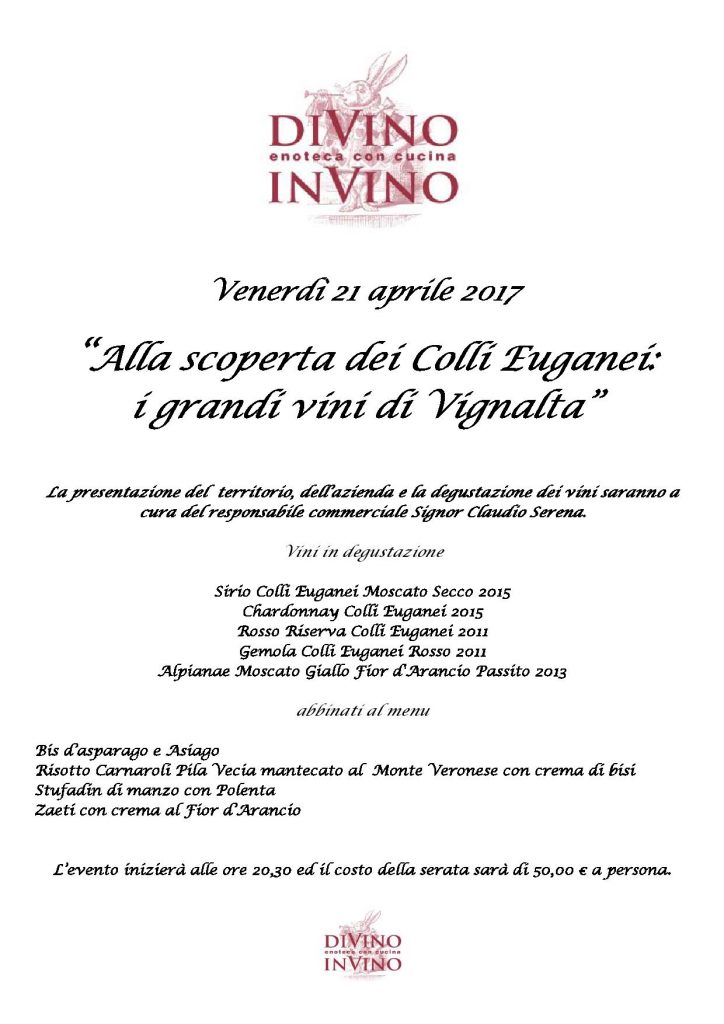 DIVINO
enoteca con cucina
INVINO
Venerdì 21 aprile 2017
“Alla scoperta dei Colli Euganei:
i grandi vini di Vignalta”
La presentazione del territorio, dell’azienda e la degustazione dei vini saranno a
cura del responsabile commerciale Signor Claudio Serena.
Vini in degustazione
Sirio Colli Euganei Moscato Secco 2015
Chardonnay Colli Euganei 2015
Rosso Riserva Colli Euganei 2011
Gemola Colli Euganei Rosso 2011
Alpianae Moscato Giallo Fior d'Arancio Passito 2013
abbinati al menu
Bis d’asparago e Asiago
Risotto Carnaroli Pila Vecia mantecato al Monte Veronese con crema di bisi
Stufadin di manzo con Polenta
Zaeti con crema al Fior d’Arancio
L’evento inizierà alle ore 20,30 ed il costo della serata sarà di 50,00 € a persona.
DIVINO
enoteca con cucina
INVINO